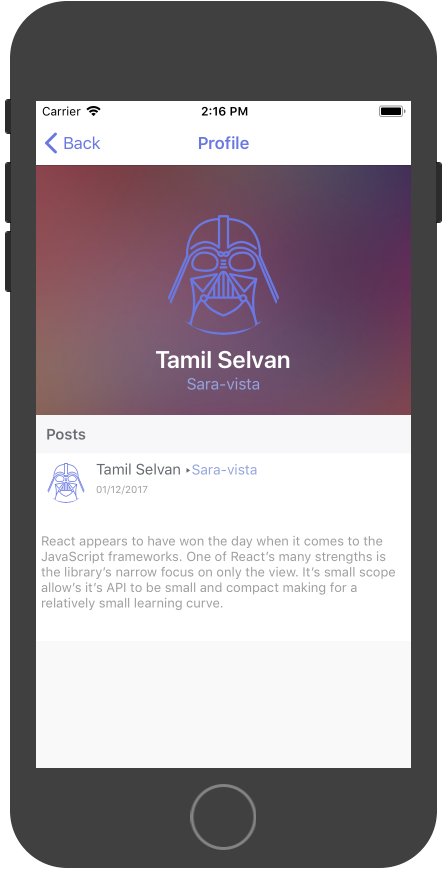 Carrier 2:16 PM
Back Profile
Tamil Selvan
Sara-vista
Posts
Tamil Selvan ▸Sara-vista
01/12/2017
React appears to have won the day when it comes to the
JavaScript frameworks. One of React's many strengths is
the library's narrow focus on only the view. It's small scope
allow's it's API to be small and compact making for a
relatively small learning curve.